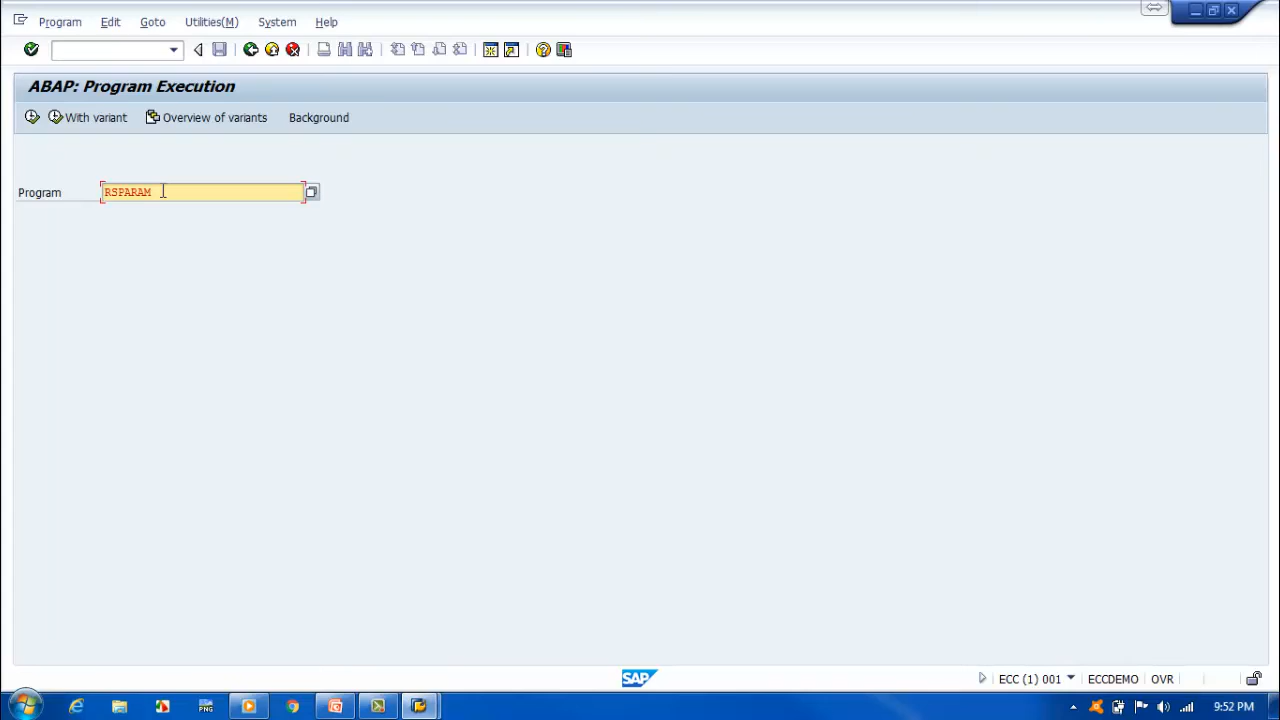 Program Edit Goto Utilities(M) System Help
ABAP: Program Execution
With variant Overview of variants Background
Program RSPARAM
SAP
ECC (1) 001 ECCDEMO OVR
PNG 9:52 PM